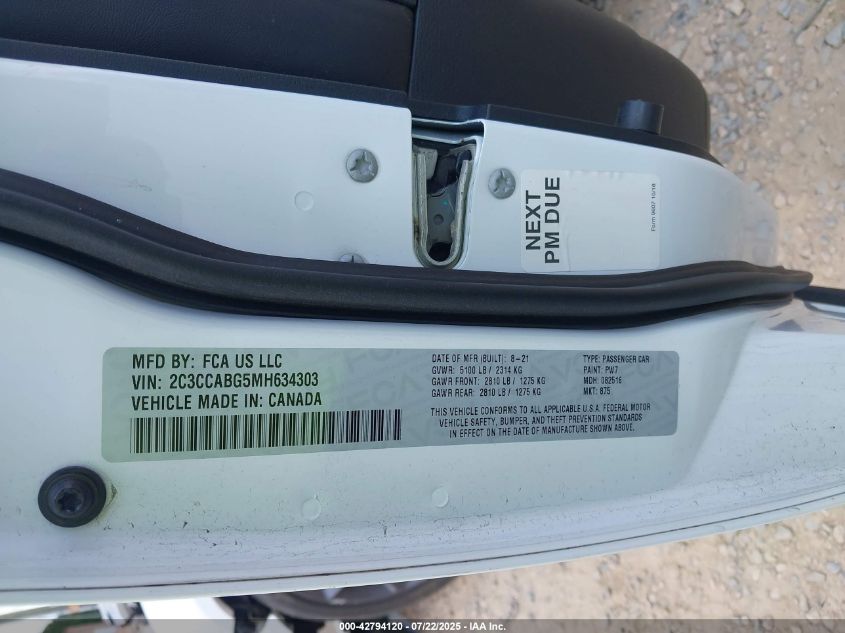 NEXT
PM DUE
Form 9607 10/18
MFD BY: FCA US LLC
VIN: 2C3CCABG5MH634303
VEHICLE MADE IN: CANADA
DATE OF MFR (BUILT): 8-21
GVWR: 5100 LB / 2314 KG
GAWR FRONT: 2810 LB / 1275 KG
GAWR REAR: 2810 LB / 1275 KG
TYPE: PASSENGER CAR
PAINT: PW7
MDH: 082516
MKT: 875
THIS VEHICLE CONFORMS TO ALL APPLICABLE U.S.A. FEDERAL MOTOR
VEHICLE SAFETY, BUMPER, AND THEFT PREVENTION STANDARDS
IN EFFECT ON THE DATE OF MANUFACTURE SHOWN ABOVE.
000-42794120 - 07/22/2025 - IAA Inc.